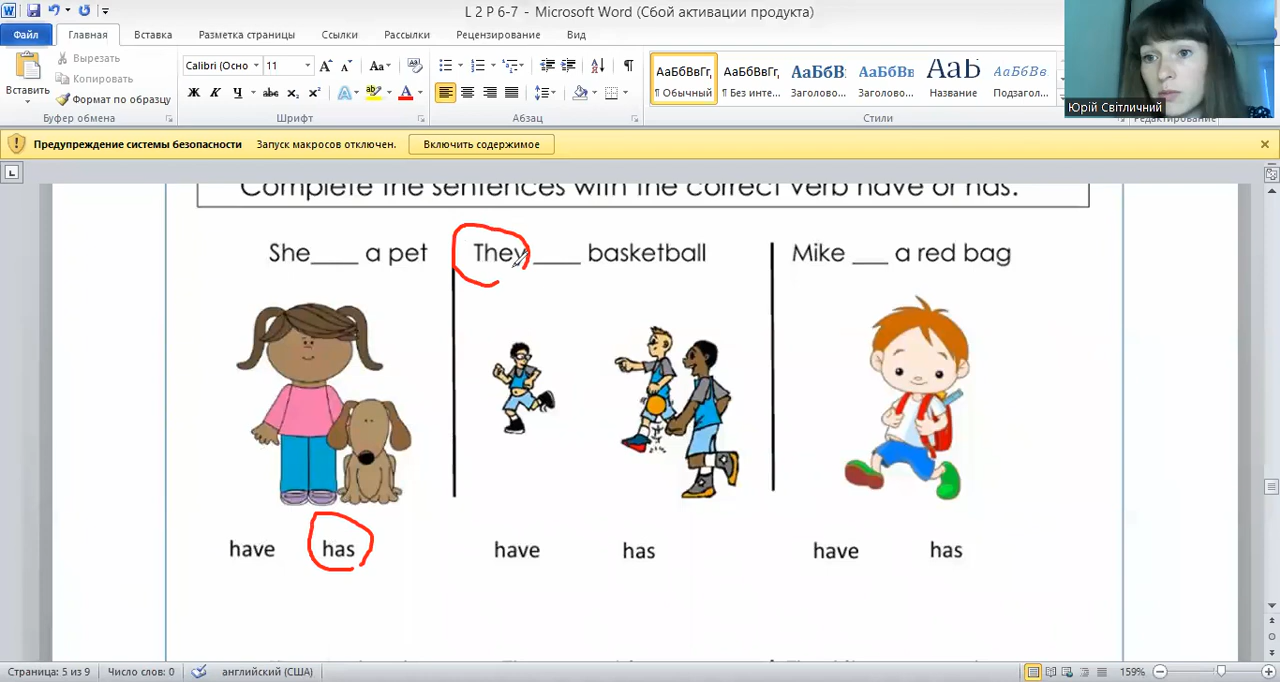 L 2 P 6-7 - Microsoft Word (Сбой активации продукта)
Файл Главная Вставка Разметка страницы Ссылки Рассылки Рецензирование Вид
Вставить
Вырезать
Копировать
Формат по образцу
Буфер обмена
Calibri (Осно 11
Шрифт
Абзац
АаБбВвГг, АаБбВвГг, АаБбВ АаБбВв АаБ АаБбВв
Обычный Без инте... Заголово... Заголово... Название Подзагол...
Стили
Юрій Світличний
Предупреждение системы безопасности Запуск макросов отключен. Включить содержимое
Complete the sentences with the correct verb have or has.
She____ a pet
They ____ basketball
Mike ___ a red bag
have has
have has
have has
Страница: 5 из 9 Число слов: 0 английский (США) 159%